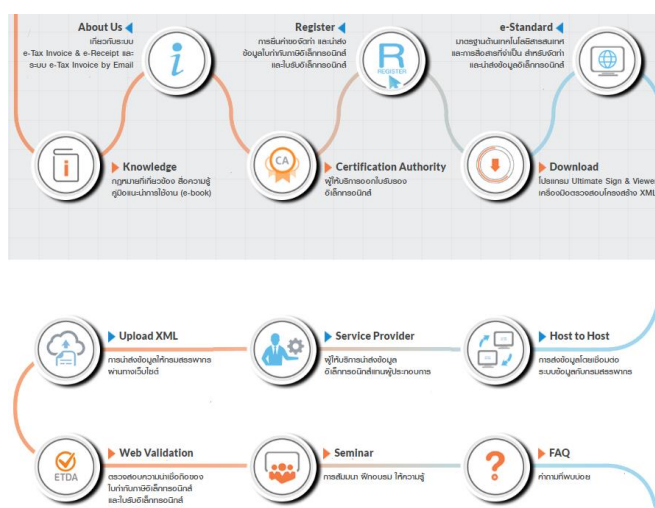 About Us
เกี่ยวกับระบบ
e-Tax Invoice & e-Receipt และ
ระบบ e-Tax Invoice by Email
Register
การยื่นคำขอจัดทำ และนำส่ง
ข้อมูลใบกำกับภาษีอิเล็กทรอนิกส์
และใบรับอิเล็กทรอนิกส์
e-Standard
มาตรฐานด้านเทคโนโลยีสารสนเทศ
และการสื่อสารที่จำเป็น สำหรับจัดทำ
และนำส่งข้อมูลอิเล็กทรอนิกส์
i
R
REGISTER
i
Knowledge
กฎหมายที่เกี่ยวข้อง สื่อความรู้
คู่มือแนะนำการใช้งาน (e-book)
CA
Certification Authority
ผู้ให้บริการออกใบรับรอง
อิเล็กทรอนิกส์
Download
โปรแกรม Ultimate Sign & Viewer
เครื่องมือตรวจสอบโครงสร้าง XML
Upload XML
การนำส่งข้อมูลให้กรมสรรพากร
ผ่านทางเว็บไซต์
Service Provider
ผู้ให้บริการนำส่งข้อมูล
อิเล็กทรอนิกส์แทนผู้ประกอบการ
Host to Host
การส่งข้อมูลโดยเชื่อมต่อ
ระบบข้อมูลกับกรมสรรพากร
ETDA
Web Validation
ตรวจสอบความน่าเชื่อถือของ
ใบกำกับภาษีอิเล็กทรอนิกส์
และใบรับอิเล็กทรอนิกส์
Seminar
การสัมมนา ฝึกอบรม ให้ความรู้
?
FAQ
คำถามที่พบบ่อย